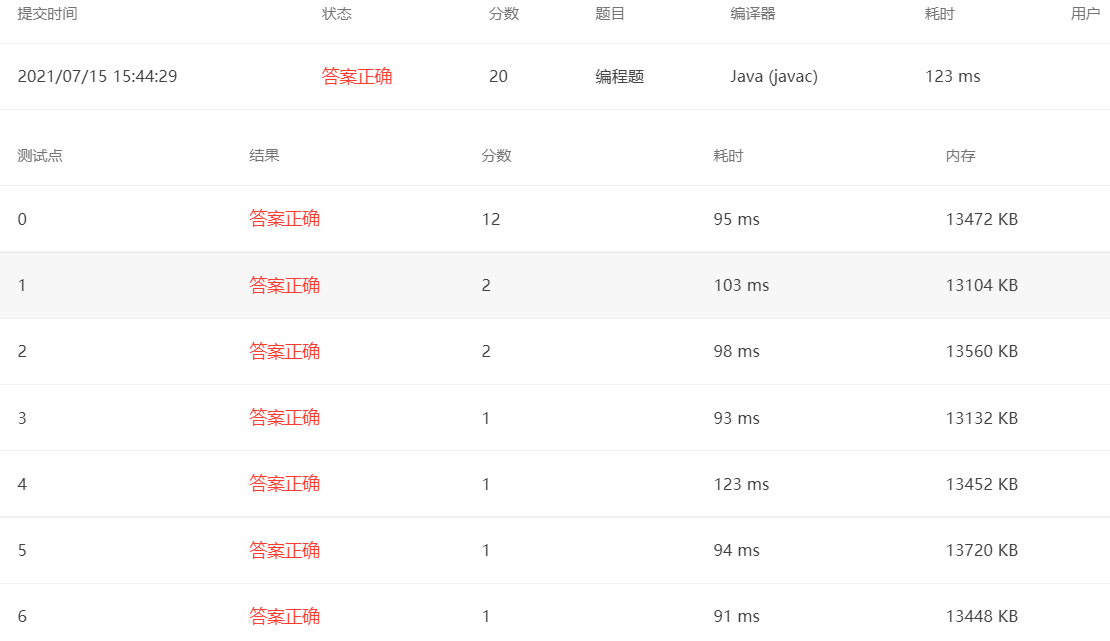 提交时间 状态 分数 题目 编译器 耗时 用户
2021/07/15 15:44:29 答案正确 20 编程题 Java (javac) 123 ms
测试点 结果 分数 耗时 内存
0 答案正确 12 95 ms 13472 KB
1 答案正确 2 103 ms 13104 KB
2 答案正确 2 98 ms 13560 KB
3 答案正确 1 93 ms 13132 KB
4 答案正确 1 123 ms 13452 KB
5 答案正确 1 94 ms 13720 KB
6 答案正确 1 91 ms 13448 KB